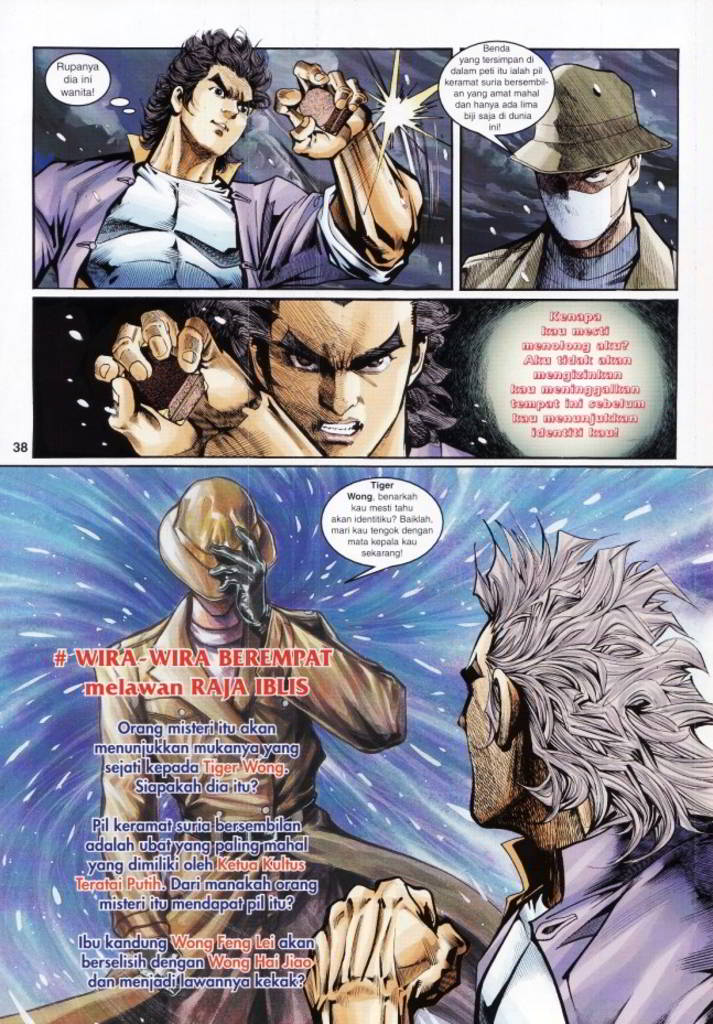 Rupanya
dia ini
wanita!
Benda
yang tersimpan di
dalam peti itu ialah pil
keramat suria bersembil-
an yang amat mahal
dan hanya ada lima
biji saja di dunia
ini!
Kenapa
kau mesti
menolong aku?
Aku tidak akan
mengizinkan
kau meninggalkan
tempat ini sebelum
kau menunjukkan
identiti kau!
38
Tiger
Wong, benarkah
kau mesti tahu
akan identitiku? Baiklah,
mari kau tengok dengan
mata kepala kau
sekarang!
# WIRA-WIRA BEREMPAT
melawan RAJA IBLIS
Orang misteri itu akan
menunjukkan mukanya yang
sejati kepada Tiger Wong.
Siapakah dia itu?
Pil keramat suria bersembilan
adalah ubat yang paling mahal
yang dimiliki oleh Ketua Kultus
Teratai Putih. Dari manakah orang
misteri itu mendapat pil itu?
Ibu kandung Wong Feng Lei akan
berselisih dengan Wong Hai Jiao
dan menjadi lawannya kekak?